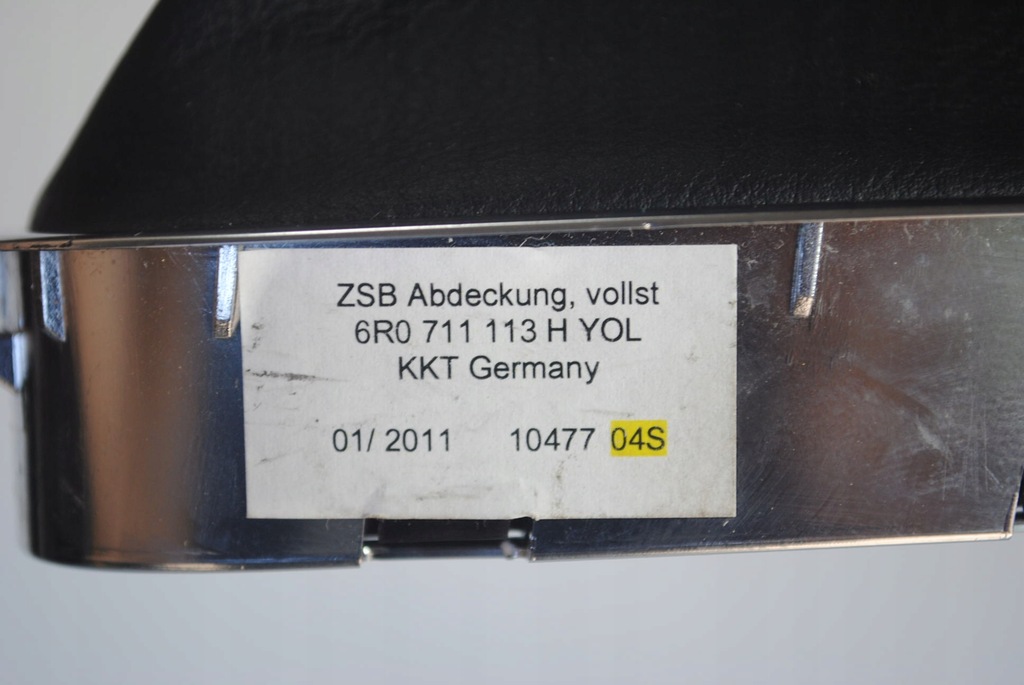 ZSB Abdeckung, vollst
6R0 711 113 H YOL
KKT Germany
01/ 2011 10477 04S